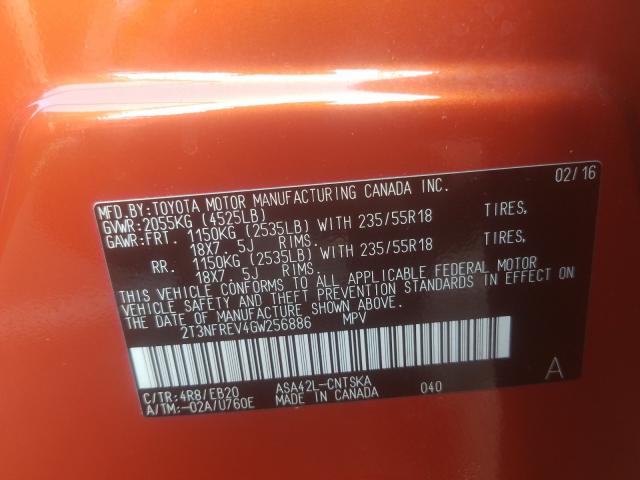 MFD.BY:TOYOTA MOTOR MANUFACTURING CANADA INC. 02/16
GVWR:2055KG (4525LB)
GAWR:FRT. 1150KG (2535LB) WITH 235/55R18 TIRES,
18X7. 5J RIMS.
RR. 1150KG (2535LB) WITH 235/55R18 TIRES,
18X7. 5J RIMS.
THIS VEHICLE CONFORMS TO ALL APPLICABLE FEDERAL MOTOR
VEHICLE SAFETY AND THEFT PREVENTION STANDARDS IN EFFECT ON
THE DATE OF MANUFACTURE SHOWN ABOVE.
2T3NFREV4GW256886 MPV
A
C/TR:4R8/EB20 ASA42L-CNTSKA 040
A/TM:-02A/U760E MADE IN CANADA